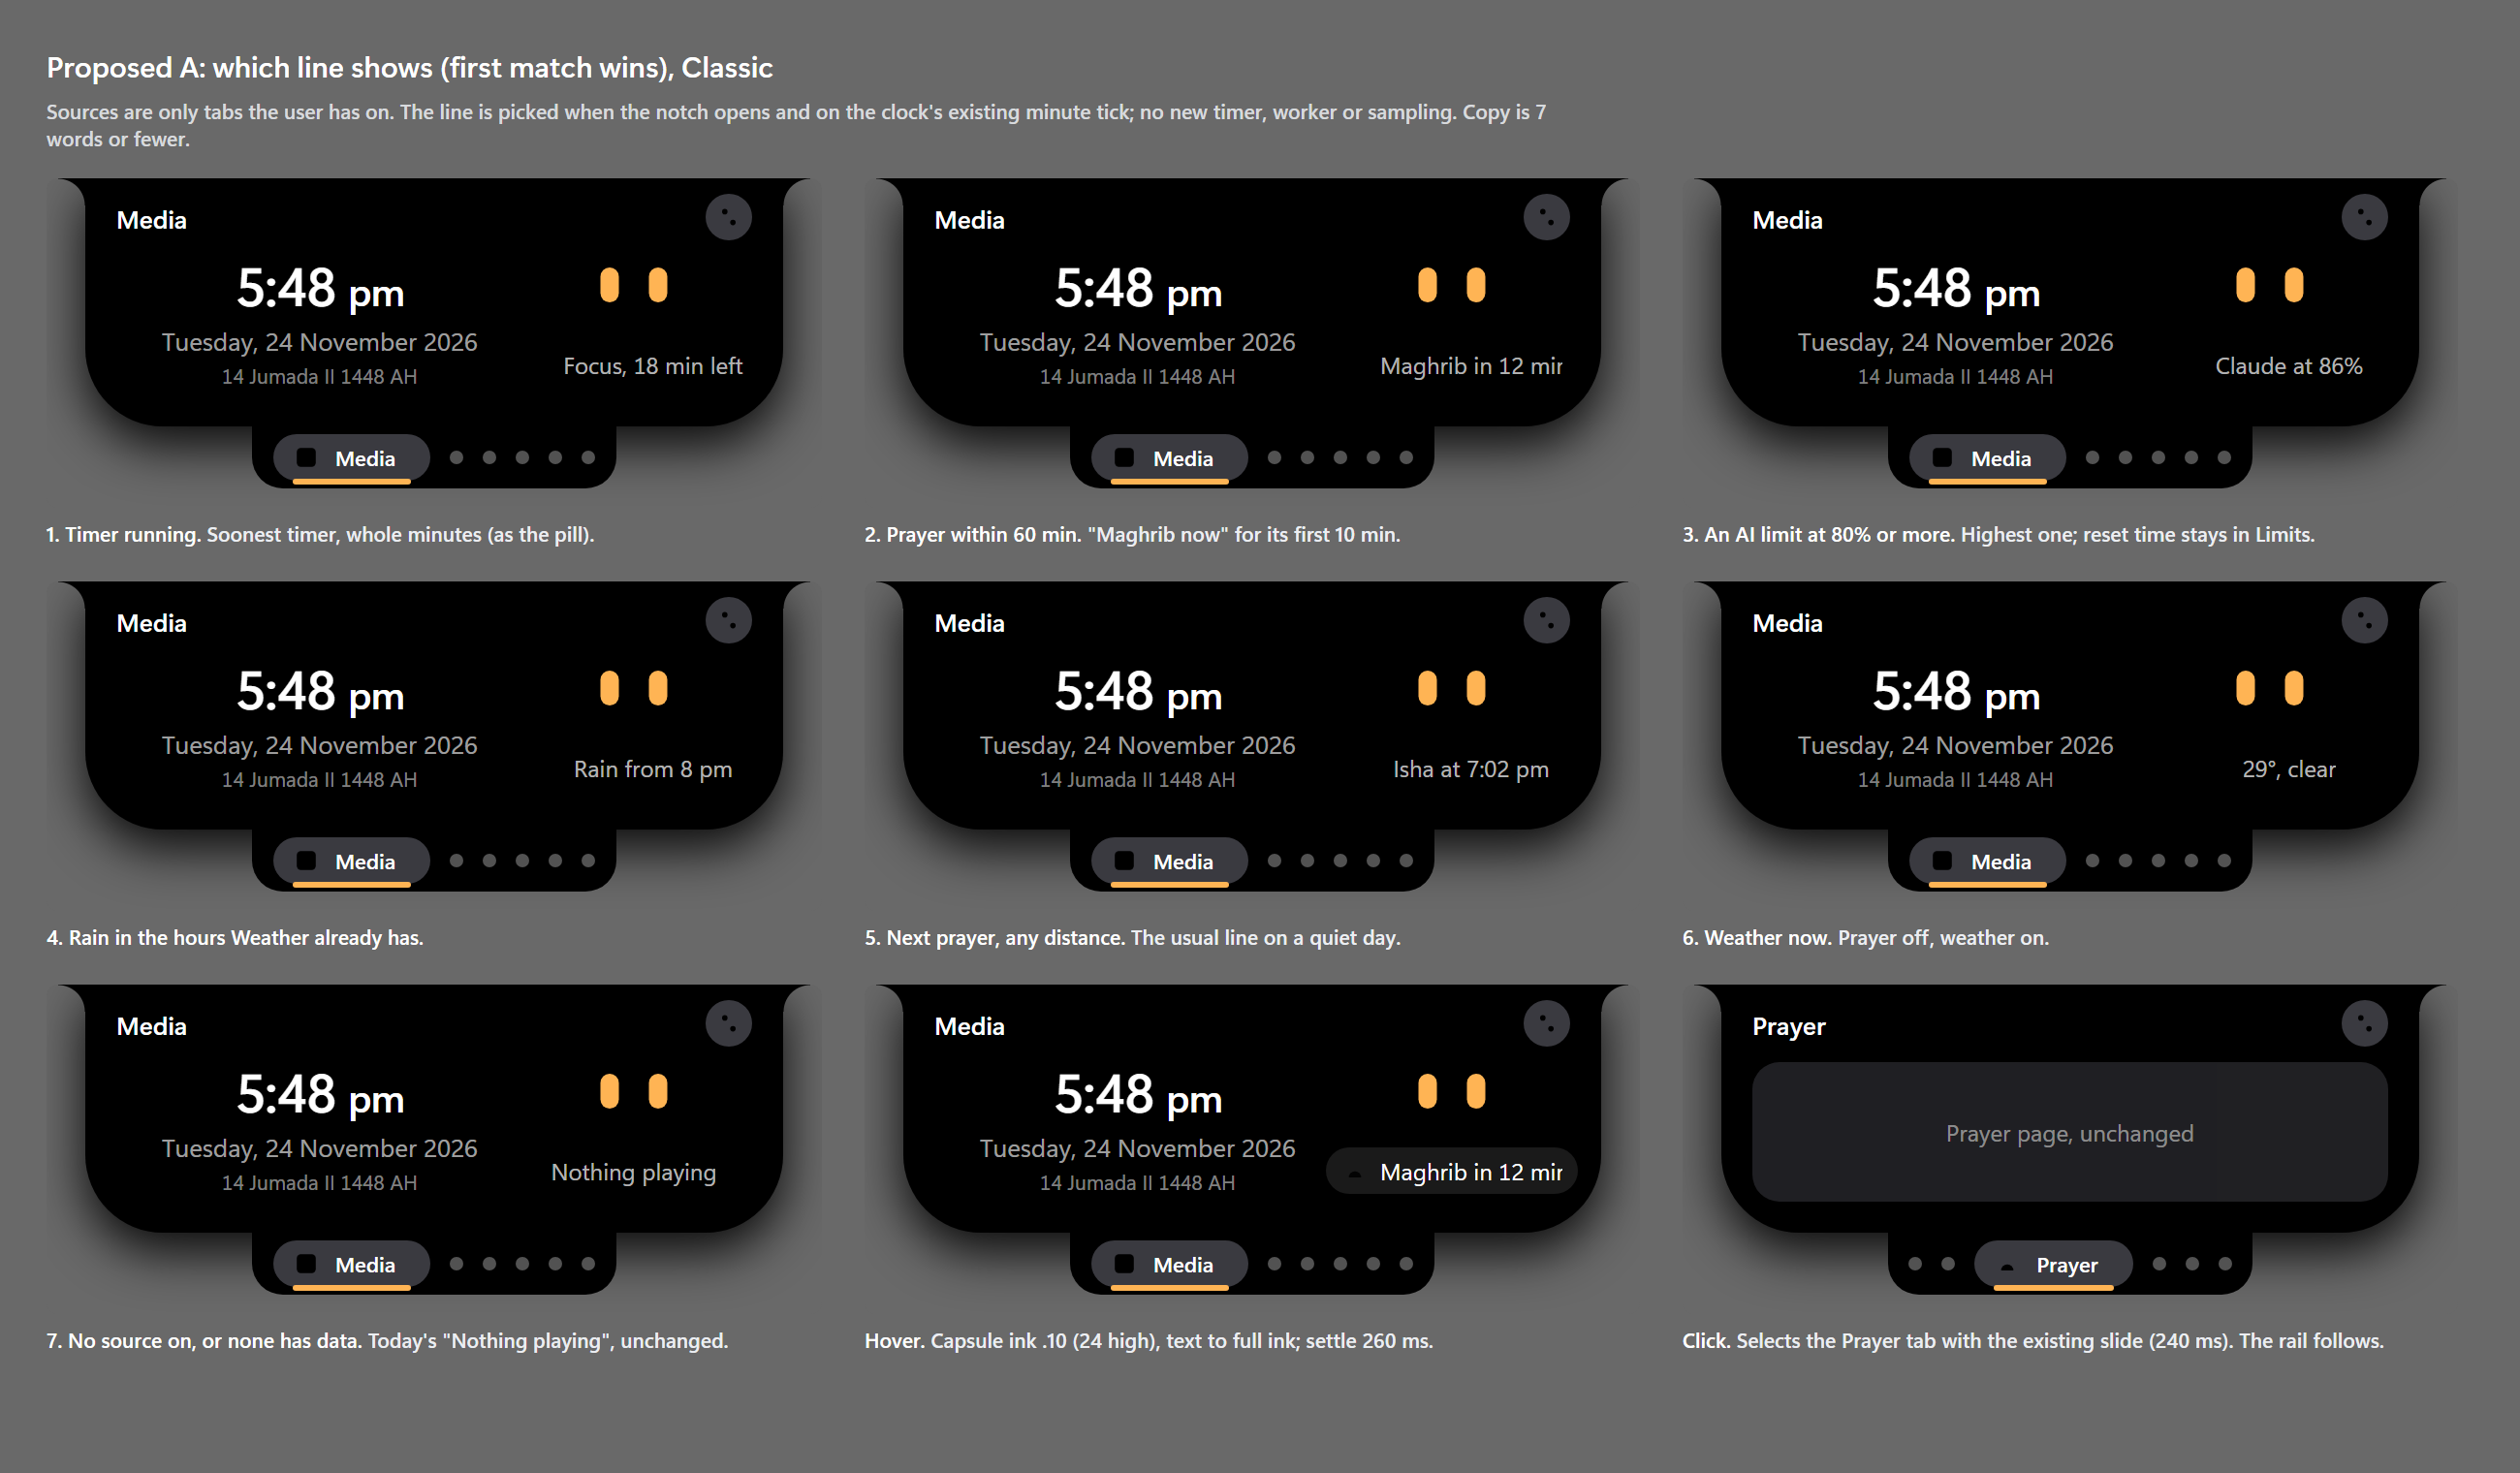 Proposed A: which line shows (first match wins), Classic
Sources are only tabs the user has on. The line is picked when the notch opens and on the clock's existing minute tick; no new timer, worker or sampling. Copy is 7
words or fewer.
Media
5:48 pm
Tuesday, 24 November 2026
14 Jumada II 1448 AH
Focus, 18 min left
Media
1. Timer running. Soonest timer, whole minutes (as the pill).
Media
5:48 pm
Tuesday, 24 November 2026
14 Jumada II 1448 AH
Maghrib in 12 mir
Media
2. Prayer within 60 min. "Maghrib now" for its first 10 min.
Media
5:48 pm
Tuesday, 24 November 2026
14 Jumada II 1448 AH
Claude at 86%
Media
3. An AI limit at 80% or more. Highest one; reset time stays in Limits.
Media
5:48 pm
Tuesday, 24 November 2026
14 Jumada II 1448 AH
Rain from 8 pm
Media
4. Rain in the hours Weather already has.
Media
5:48 pm
Tuesday, 24 November 2026
14 Jumada II 1448 AH
Isha at 7:02 pm
Media
5. Next prayer, any distance. The usual line on a quiet day.
Media
5:48 pm
Tuesday, 24 November 2026
14 Jumada II 1448 AH
29°, clear
Media
6. Weather now. Prayer off, weather on.
Media
5:48 pm
Tuesday, 24 November 2026
14 Jumada II 1448 AH
Nothing playing
Media
7. No source on, or none has data. Today's "Nothing playing", unchanged.
Media
5:48 pm
Tuesday, 24 November 2026
14 Jumada II 1448 AH
Maghrib in 12 mir
Media
Hover. Capsule ink .10 (24 high), text to full ink; settle 260 ms.
Prayer
Prayer page, unchanged
Prayer
Click. Selects the Prayer tab with the existing slide (240 ms). The rail follows.